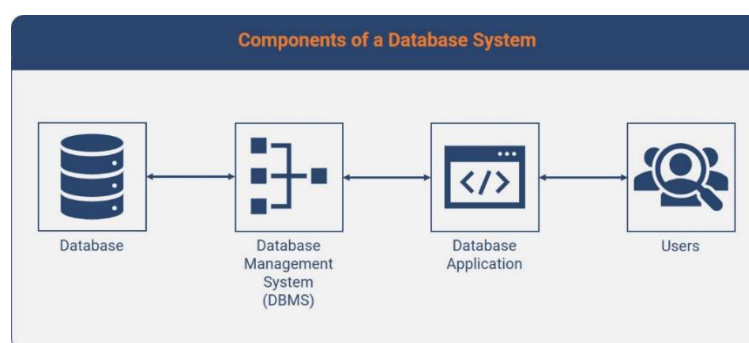 Components of a Database System
</>
Database
Database
Management
System
(DBMS)
Database
Application
Users